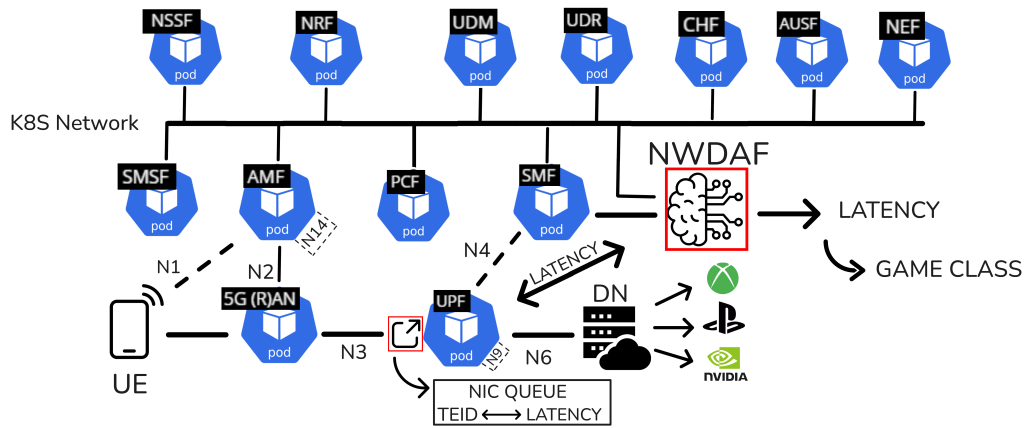 NSSF
NRF
UDM
UDR
CHF
AUSF
NEF
pod
pod
pod
pod
pod
pod
pod
K8S Network
NWDAF
SMSF
AMF
PCF
SMF
pod
pod
pod
pod
N14
LATENCY
N1
N2
N4
LATENCY
GAME CLASS
5G (R)AN
UPF
DN
pod
pod
N9
N3
N6
UE
NVIDIA
NIC QUEUE
TEID LATENCY